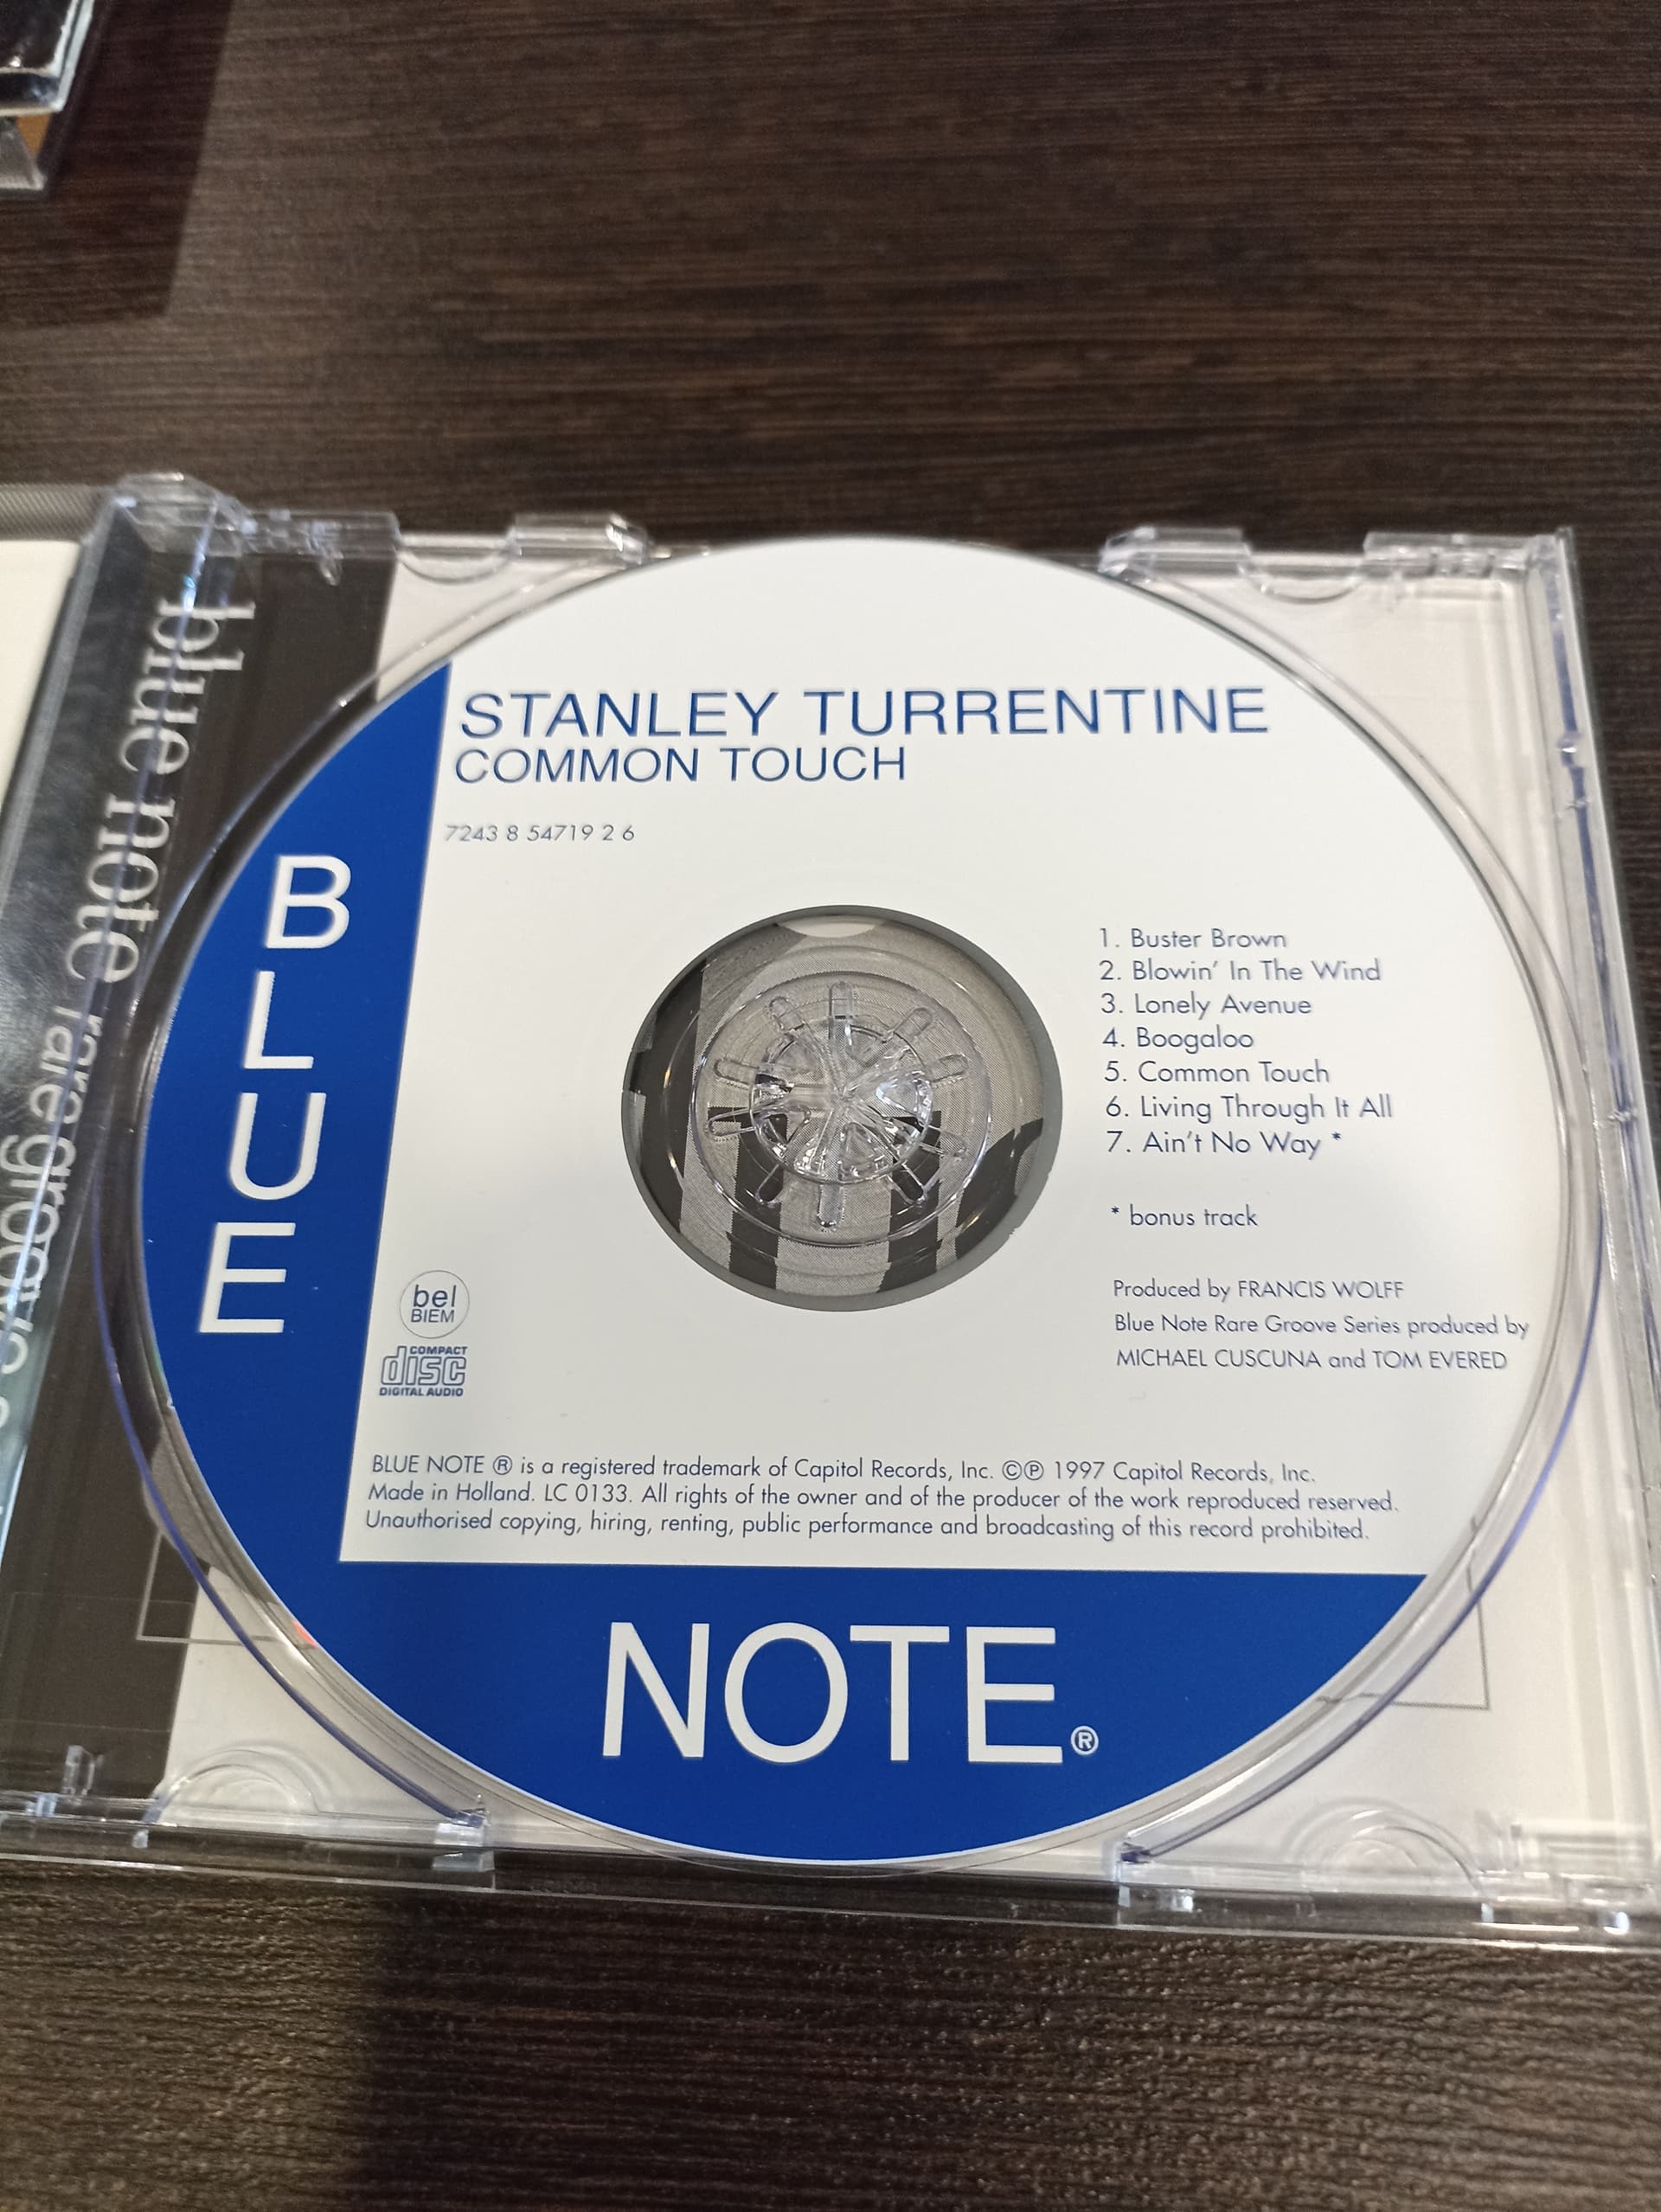 blue note rare groove
STANLEY TURRENTINE
COMMON TOUCH
7243 8 54719 2 6
BLUE
1. Buster Brown
2. Blowin' In The Wind
3. Lonely Avenue
4. Boogaloo
5. Common Touch
6. Living Through It All
7. Ain't No Way *
* bonus track
Produced by FRANCIS WOLFF
Blue Note Rare Groove Series produced by
MICHAEL CUSCUNA and TOM EVERED
bel
BIEM
COMPACT
disc
DIGITAL AUDIO
BLUE NOTE ® is a registered trademark of Capitol Records, Inc. ©℗ 1997 Capitol Records, Inc.
Made in Holland. LC 0133. All rights of the owner and of the producer of the work reproduced reserved.
Unauthorised copying, hiring, renting, public performance and broadcasting of this record prohibited.
NOTE®